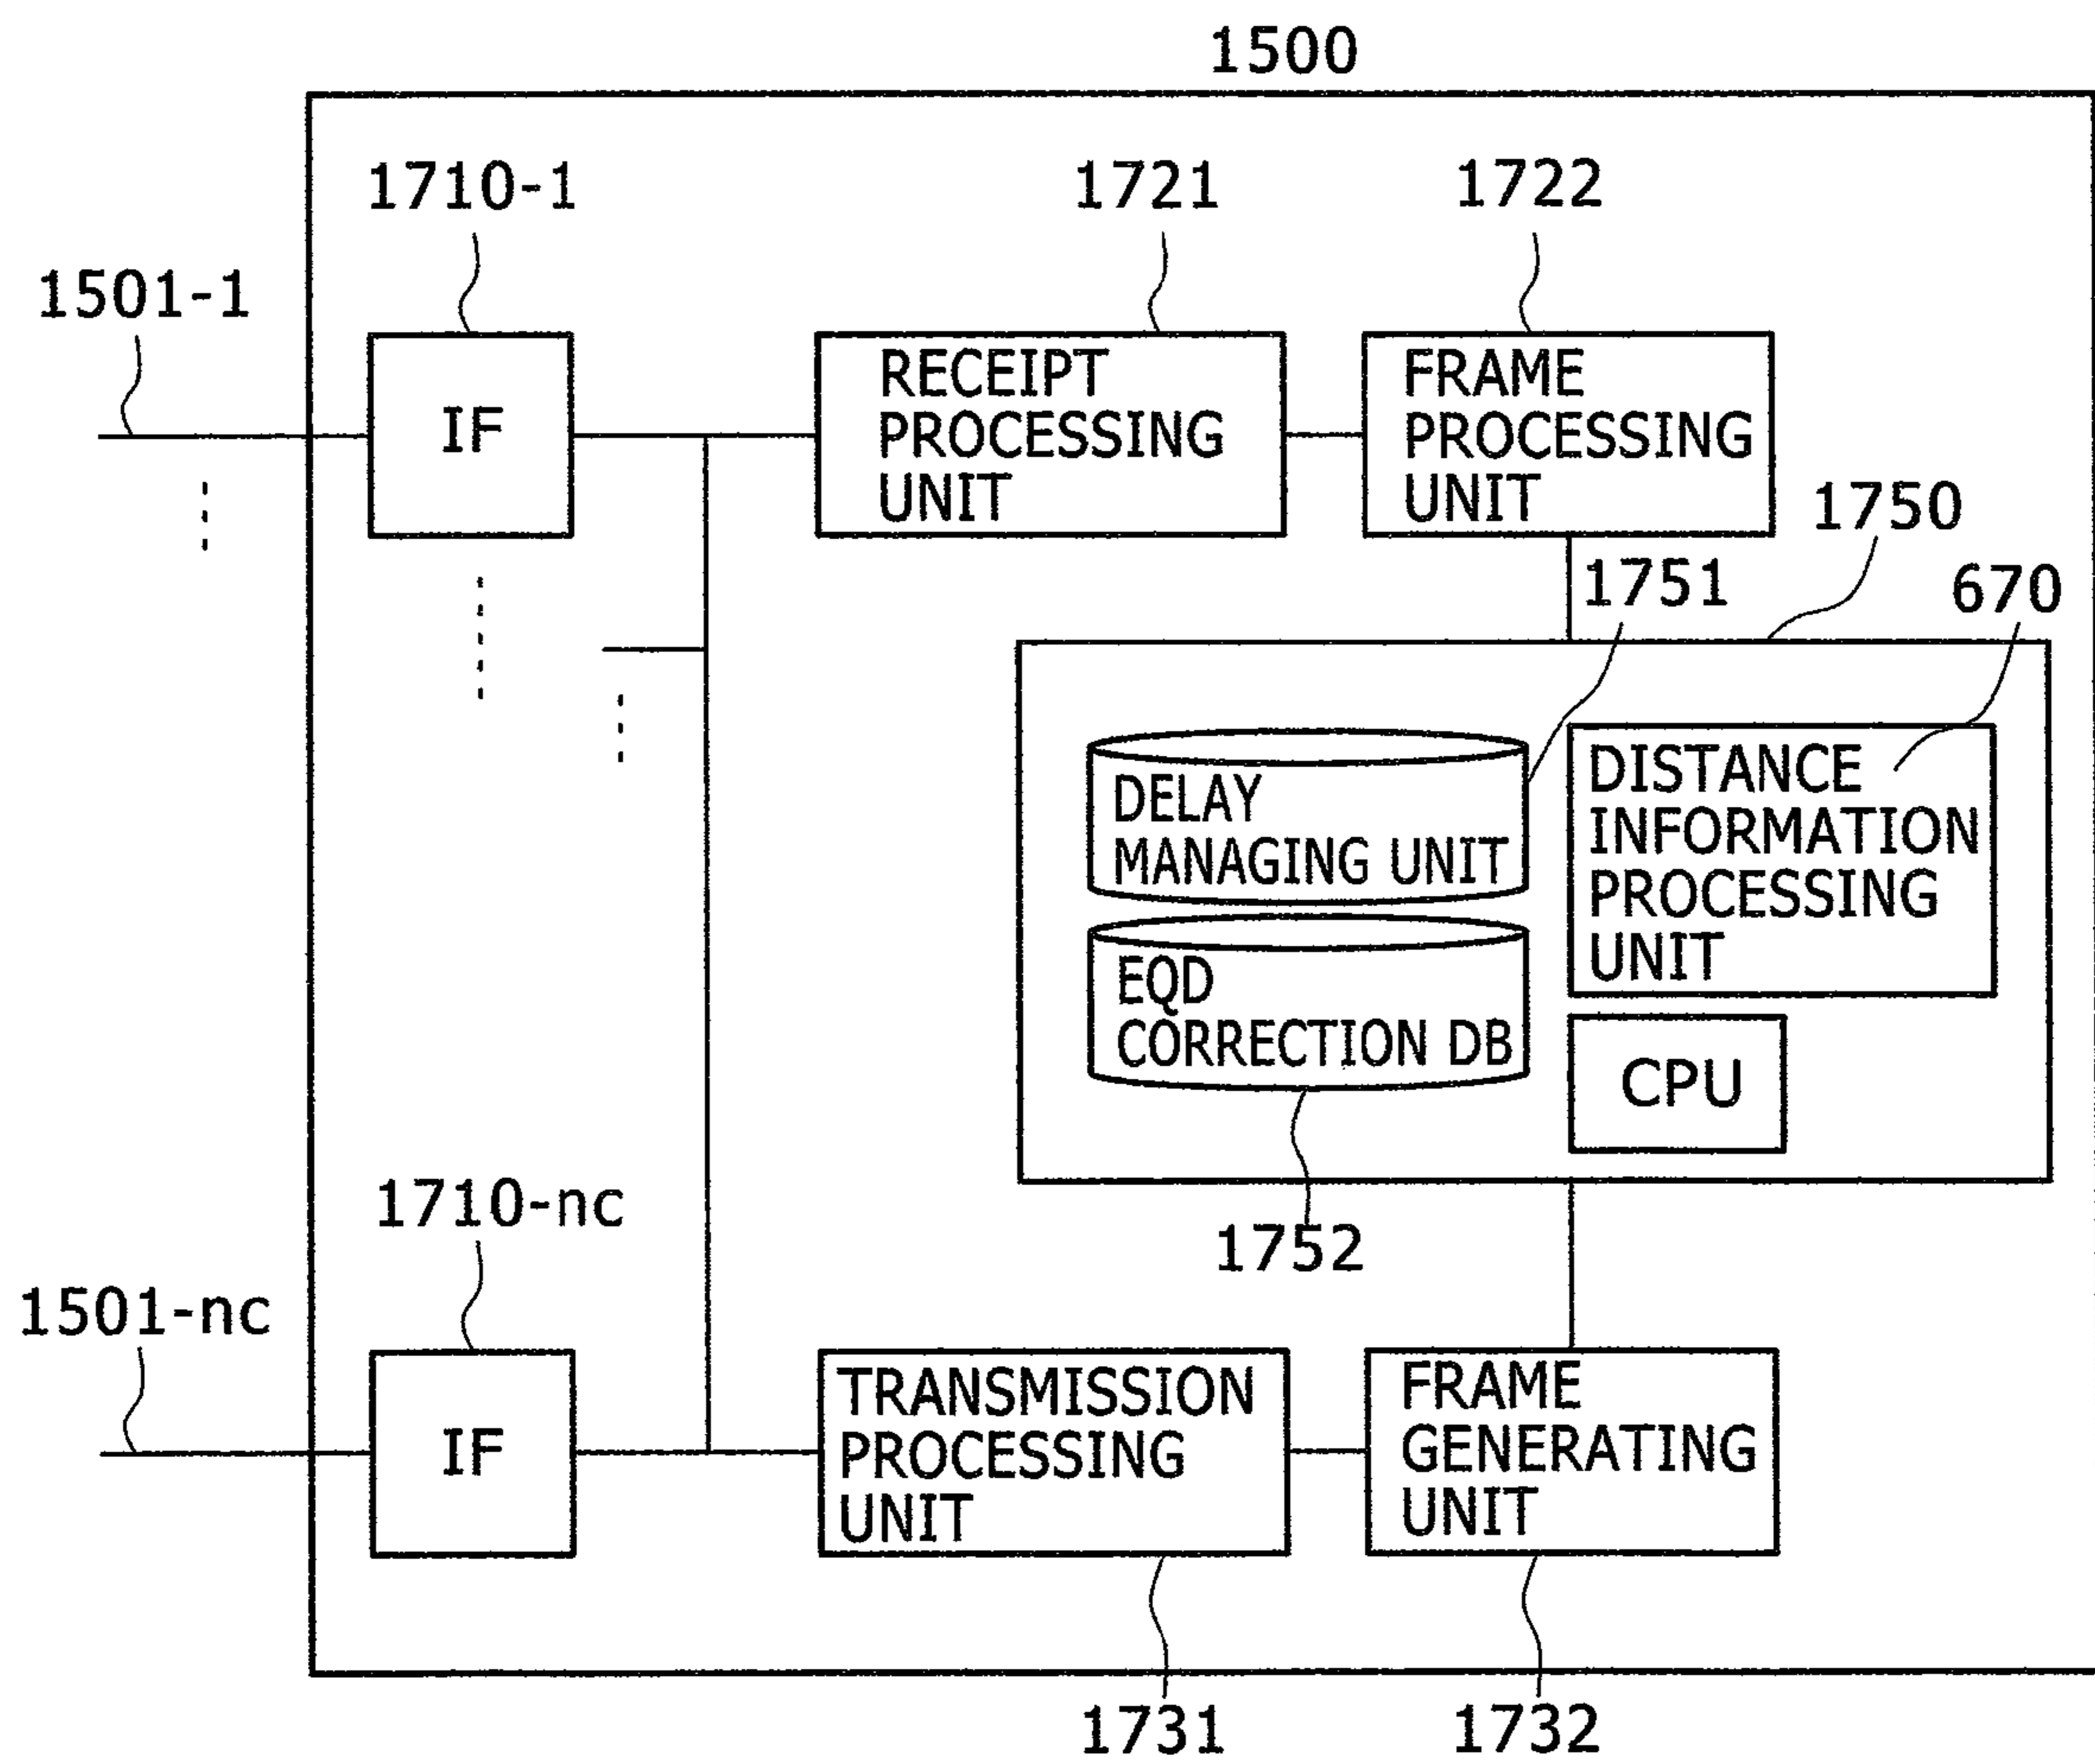 1500
1710-1
1721
1722
1501-1
IF
RECEIPT
PROCESSING
UNIT
FRAME
PROCESSING
UNIT
1750
1751
670
DELAY
MANAGING UNIT
DISTANCE
INFORMATION
PROCESSING
UNIT
EQD
CORRECTION DB
CPU
1752
1710-nc
1501-nc
IF
TRANSMISSION
PROCESSING
UNIT
FRAME
GENERATING
UNIT
1731
1732